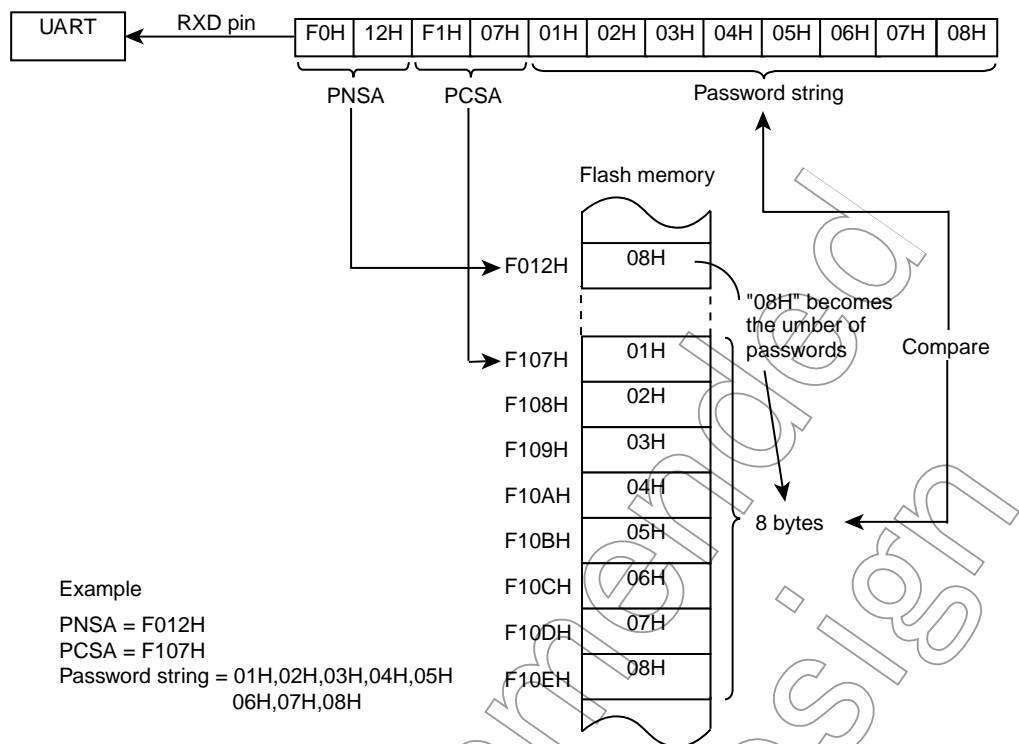 UART
RXD pin
F0H 12H F1H 07H 01H 02H 03H 04H 05H 06H 07H 08H
PNSA PCSA Password string
Flash memory
F012H 08H
"08H" becomes
the umber of
passwords
Compare
F107H 01H
F108H 02H
F109H 03H
F10AH 04H
F10BH 05H
F10CH 06H
F10DH 07H
F10EH 08H
8 bytes
Example
PNSA = F012H
PCSA = F107H
Password string = 01H,02H,03H,04H,05H
06H,07H,08H